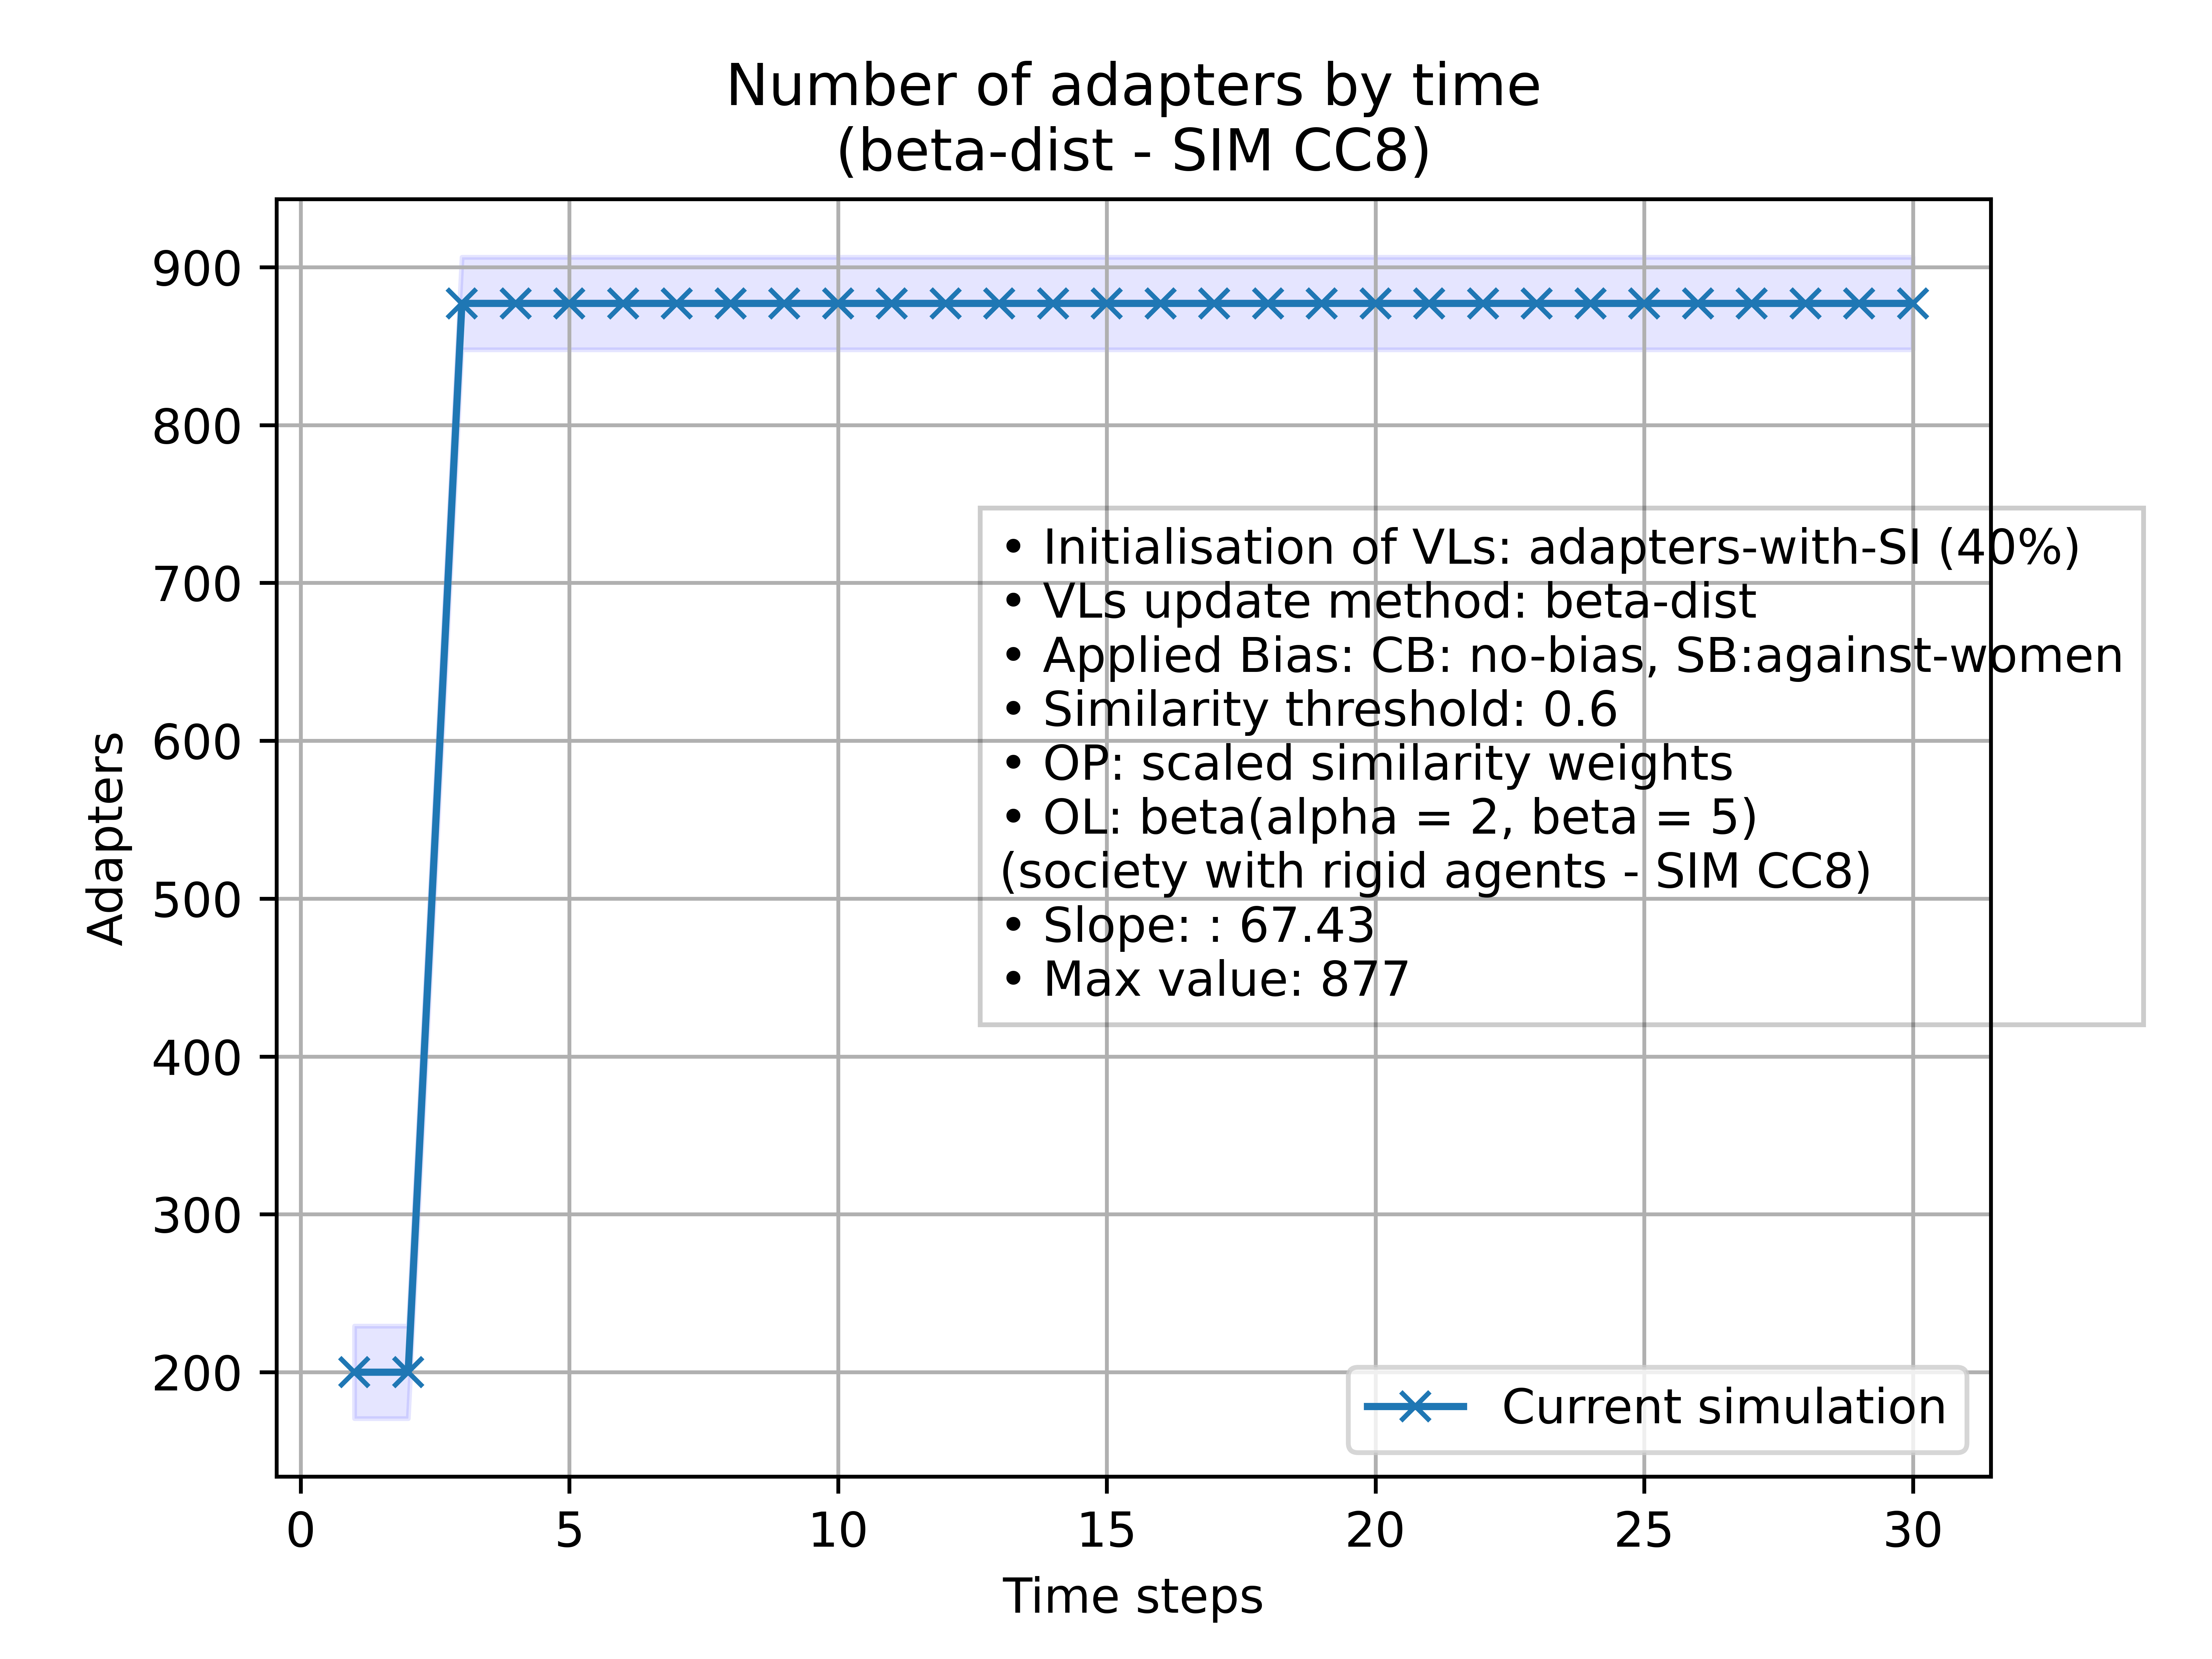 Number of adapters by time
(beta-dist - SIM CC8)
900
800
700
600
500
400
300
200
Adapters
• Initialisation of VLs: adapters-with-SI (40%)
• VLs update method: beta-dist
• Applied Bias: CB: no-bias, SB:against-women
• Similarity threshold: 0.6
• OP: scaled similarity weights
• OL: beta(alpha = 2, beta = 5)
(society with rigid agents - SIM CC8)
• Slope: : 67.43
• Max value: 877
Current simulation
0 5 10 15 20 25 30
Time steps